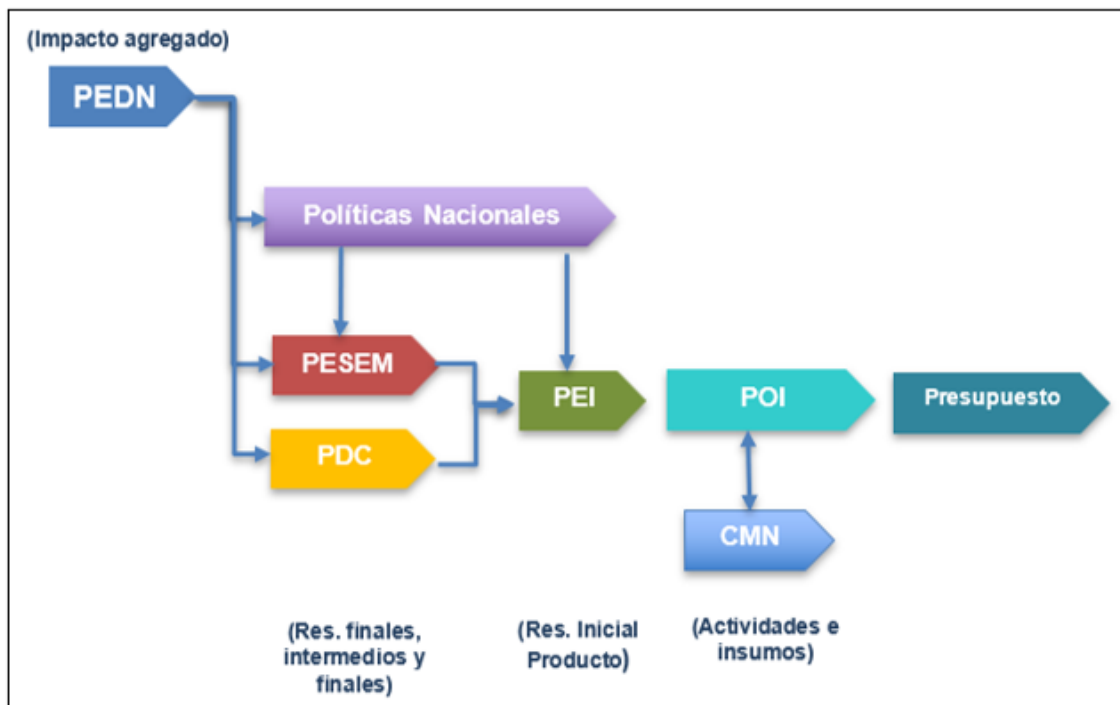 (Impacto agregado)
PEDN
Políticas Nacionales
PESEM
PEI
POI
Presupuesto
PDC
CMN
(Res. finales,
intermedios y
finales)
(Res. Inicial
Producto)
(Actividades e
insumos)